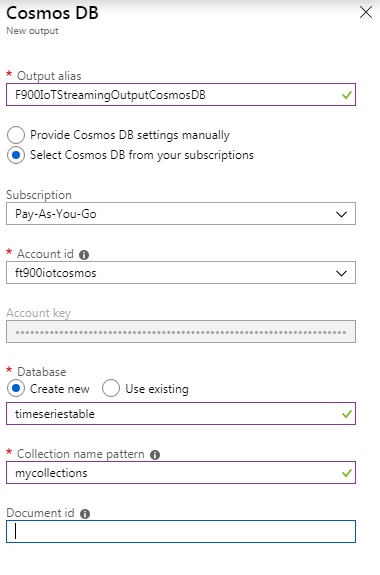 Cosmos DB
New output
* Output alias
F900IoTStreamingOutputCosmosDB
Provide Cosmos DB settings manually
Select Cosmos DB from your subscriptions
Subscription
Pay-As-You-Go
* Account id
ft900iotcosmos
Account key
* Database
Create new Use existing
timeseriestable
* Collection name pattern
mycollections
Document id